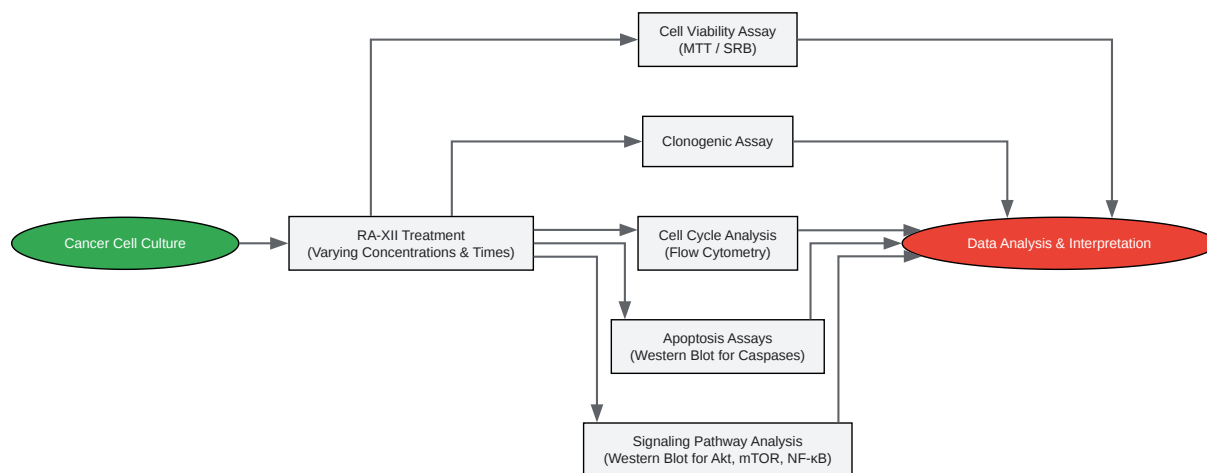 Cell Viability Assay
(MTT / SRB)
Clonogenic Assay
Cancer Cell Culture
RA-XII Treatment
(Varying Concentrations & Times)
Cell Cycle Analysis
(Flow Cytometry)
Data Analysis & Interpretation
Apoptosis Assays
(Western Blot for Caspases)
Signaling Pathway Analysis
(Western Blot for Akt, mTOR, NF-κB)